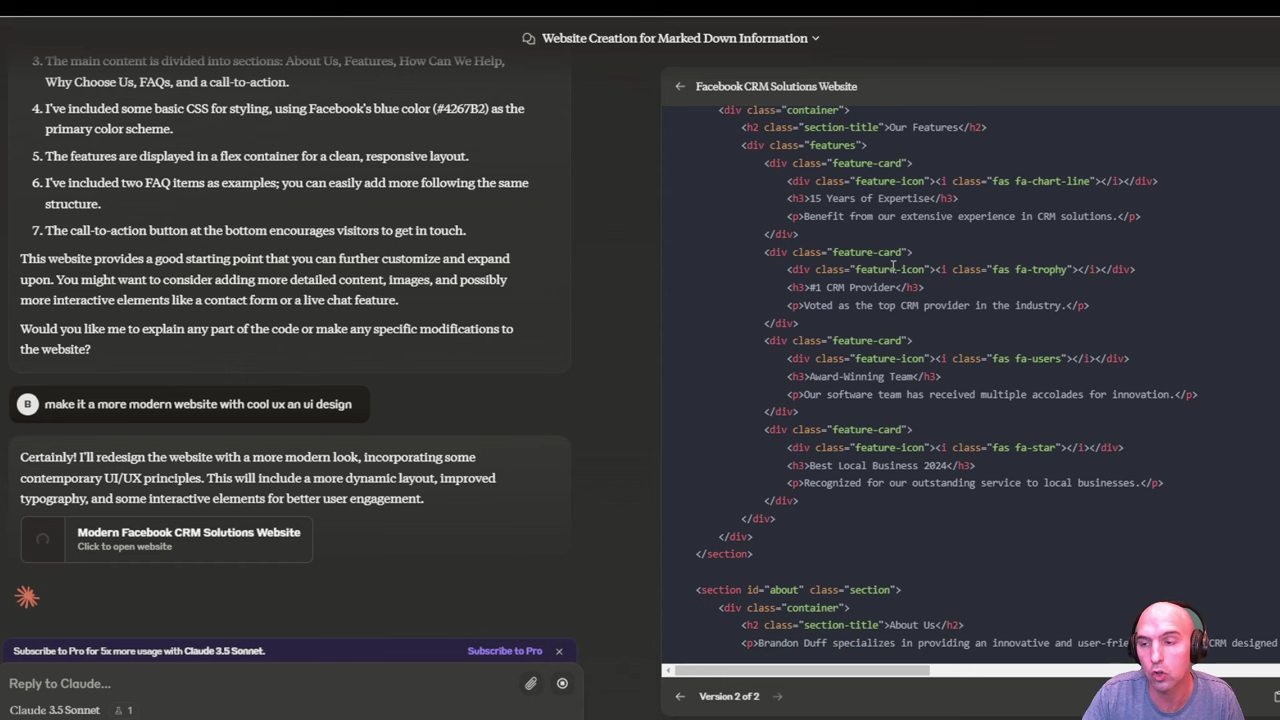 Website Creation for Marked Down Information
3. The main content is divided into sections: About Us, Features, How Can We Help,
Why Choose Us, FAQs, and a call-to-action.
4. I've included some basic CSS for styling, using Facebook's blue color (#4267B2) as the
primary color scheme.
5. The features are displayed in a flex container for a clean, responsive layout.
6. I've included two FAQ items as examples; you can easily add more following the same
structure.
7. The call-to-action button at the bottom encourages visitors to get in touch.
This website provides a good starting point that you can further customize and expand
upon. You might want to consider adding more detailed content, images, and possibly
more interactive elements like a contact form or a live chat feature.
Would you like me to explain any part of the code or make any specific modifications to
the website?
B make it a more modern website with cool ux an ui design
Certainly! I'll redesign the website with a more modern look, incorporating some
contemporary UI/UX principles. This will include a more dynamic layout, improved
typography, and some interactive elements for better user engagement.
Modern Facebook CRM Solutions Website
Click to open website
Subscribe to Pro for 5x more usage with Claude 3.5 Sonnet. Subscribe to Pro
Reply to Claude...
Claude 3.5 Sonnet 1
Facebook CRM Solutions Website
<div class="container">
<h2 class="section-title">Our Features</h2>
<div class="features">
<div class="feature-card">
<div class="feature-icon"><i class="fas fa-chart-line"></i></div>
<h3>15 Years of Expertise</h3>
<p>Benefit from our extensive experience in CRM solutions.</p>
</div>
<div class="feature-card">
<div class="feature-icon"><i class="fas fa-trophy"></i></div>
<h3>#1 CRM Provider</h3>
<p>Voted as the top CRM provider in the industry.</p>
</div>
<div class="feature-card">
<div class="feature-icon"><i class="fas fa-users"></i></div>
<h3>Award-Winning Team</h3>
<p>Our software team has received multiple accolades for innovation.</p>
</div>
<div class="feature-card">
<div class="feature-icon"><i class="fas fa-star"></i></div>
<h3>Best Local Business 2024</h3>
<p>Recognized for our outstanding service to local businesses.</p>
</div>
</div>
</div>
</section>
<section id="about" class="section">
<div class="container">
<h2 class="section-title">About Us</h2>
<p>Brandon Duff specializes in providing an innovative and user-frie CRM designed
Version 2 of 2